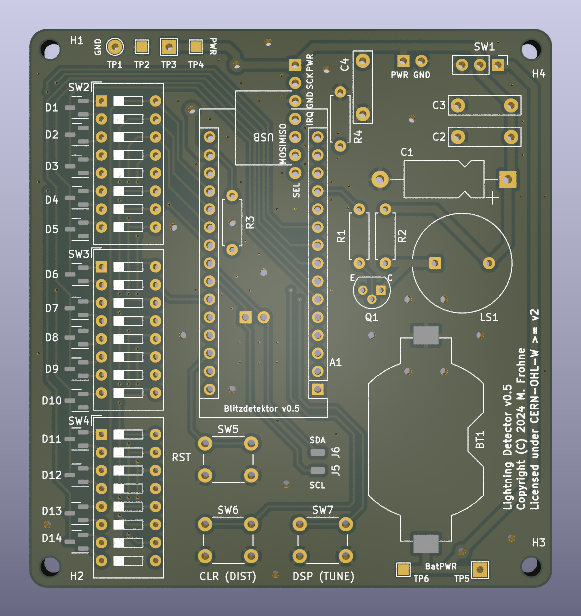 H1
GND
PWR
TP1 TP2 TP3 TP4
SW2
D1
D2
D3
D4
D5
SW3
D6
D7
D8
D9
D10
SW4
D11
D12
D13
D14
H2
USB
PWR
SCK
GND
IRQ
MISO
MOSI
SEL
R3
R4
C4
PWR GND
SW1
H4
C3
C2
C1
+
R1
R2
E C
Q1
LS1
A1
Blitzdetektor v0.5
SW5
RST
SDA
J6
J5
SCL
SW6
CLR (DIST)
SW7
DSP (TUNE)
BT1
BatPWR
TP6 TP5
H3
Lightning Detector v0.5
Copyright (C) 2024 M. Frohne
Licensed under CERN-OHL-W >= v2